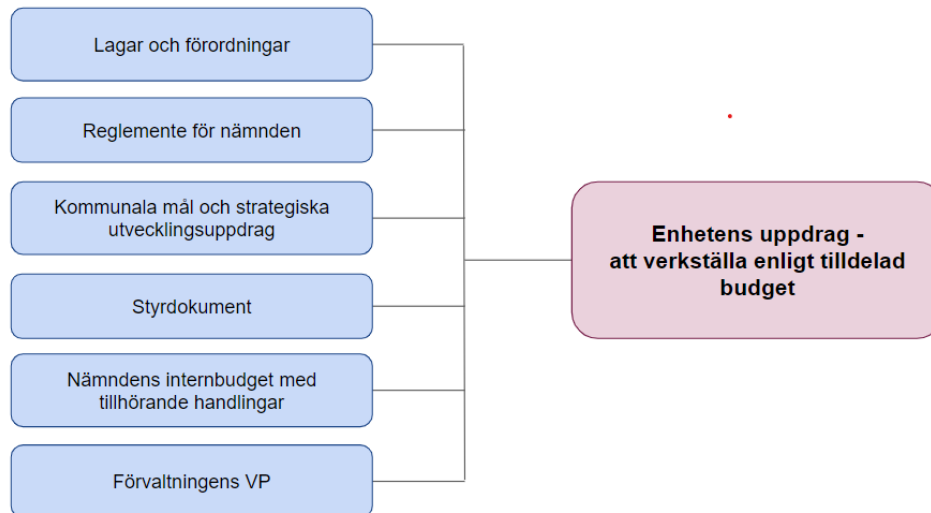 Lagar och förordningar
Reglemente för nämnden
Kommunala mål och strategiska
utvecklingsuppdrag
Styrdokument
Nämndens internbudget med
tillhörande handlingar
Förvaltningens VP
Enhetens uppdrag -
att verkställa enligt tilldelad
budget